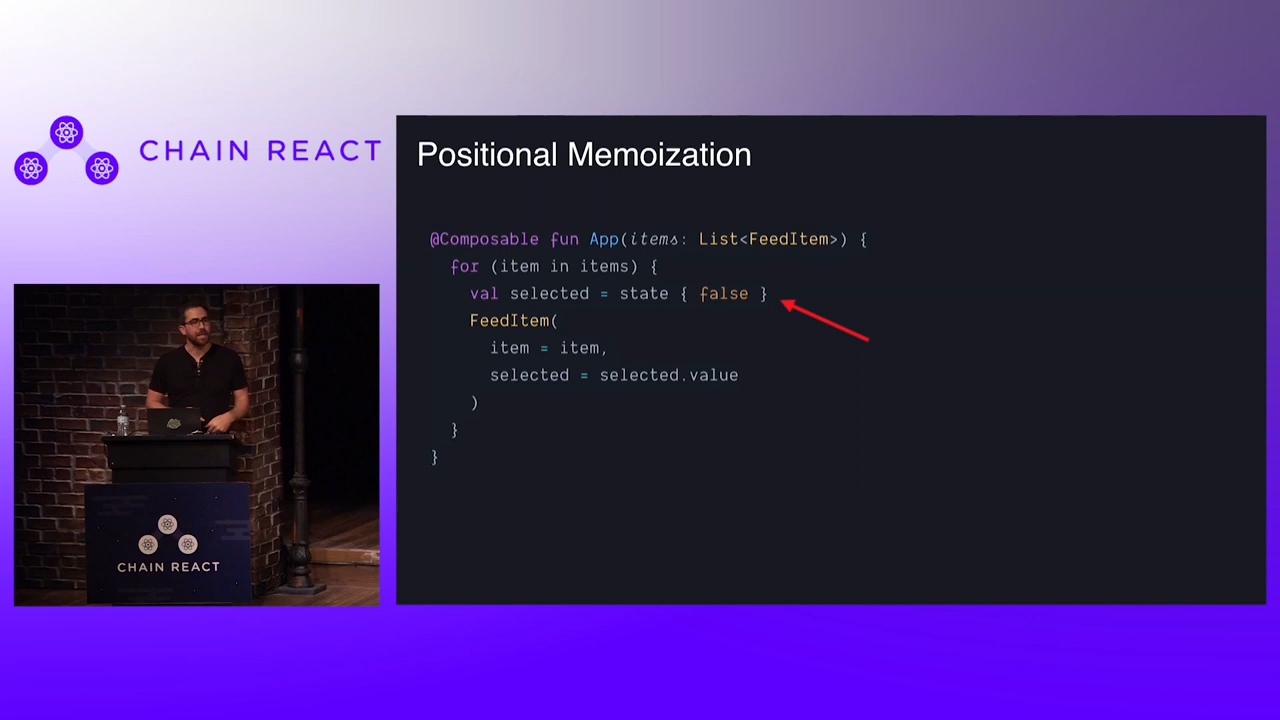 CHAIN REACT
Positional Memoization
@Composable fun App(items: List<FeedItem>) {
for (item in items) {
val selected = state { false }
FeedItem(
item = item,
selected = selected.value
)
}
}
CHAIN REACT